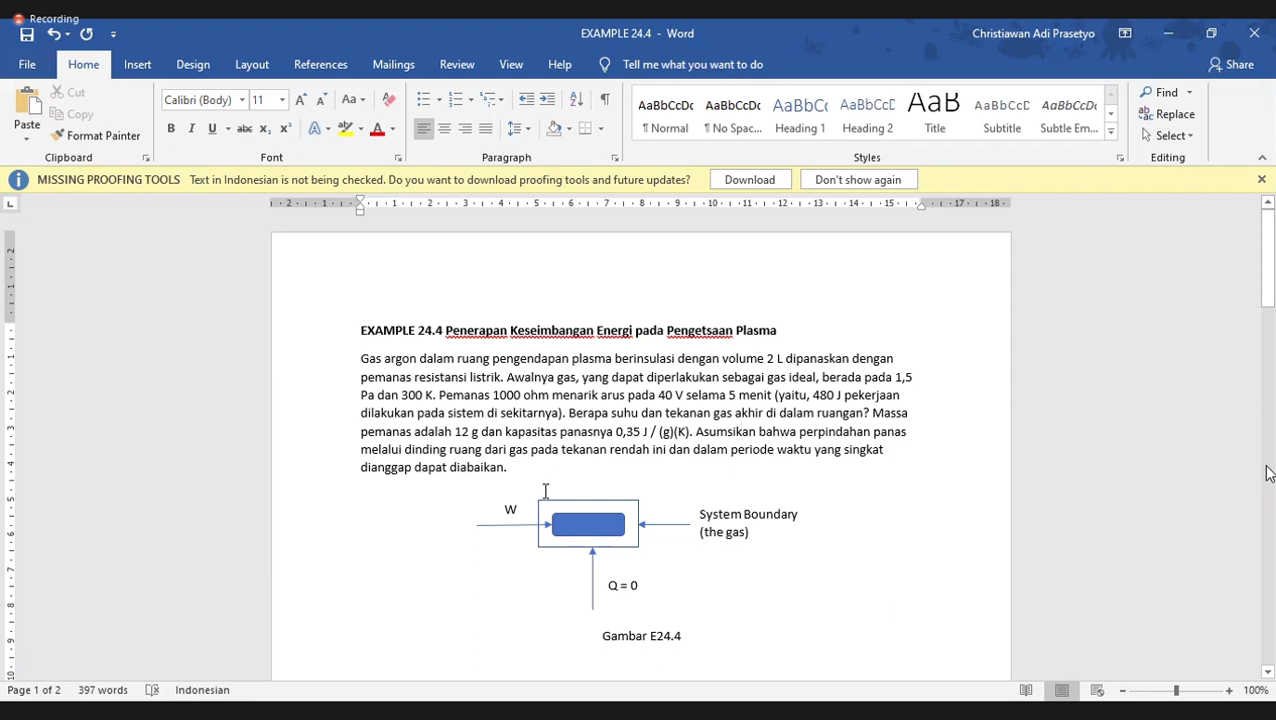 Recording
EXAMPLE 24.4 - Word
Christiawan Adi Prasetyo
File Home Insert Design Layout References Mailings Review View Help Tell me what you want to do Share
Paste
Cut
Copy
Format Painter
Clipboard
Calibri (Body) 11
Font
Paragraph
AaBbCcDc AaBbCcDc AaBbCc AaBbCcD AaB AaBbCcD AaBbCcDc
¶ Normal ¶ No Spac... Heading 1 Heading 2 Title Subtitle Subtle Em...
Styles
Find
Replace
Select
Editing
MISSING PROOFING TOOLS Text in Indonesian is not being checked. Do you want to download proofing tools and future updates? Download Don't show again
EXAMPLE 24.4 Penerapan Keseimbangan Energi pada Pengetsaan Plasma
Gas argon dalam ruang pengendapan plasma berinsulasi dengan volume 2 L dipanaskan dengan
pemanas resistansi listrik. Awalnya gas, yang dapat diperlakukan sebagai gas ideal, berada pada 1,5
Pa dan 300 K. Pemanas 1000 ohm menarik arus pada 40 V selama 5 menit (yaitu, 480 J pekerjaan
dilakukan pada sistem di sekitarnya). Berapa suhu dan tekanan gas akhir di dalam ruangan? Massa
pemanas adalah 12 g dan kapasitas panasnya 0,35 J / (g)(K). Asumsikan bahwa perpindahan panas
melalui dinding ruang dari gas pada tekanan rendah ini dan dalam periode waktu yang singkat
dianggap dapat diabaikan.
W
System Boundary
(the gas)
Q = 0
Gambar E24.4
Page 1 of 2 397 words Indonesian 100%